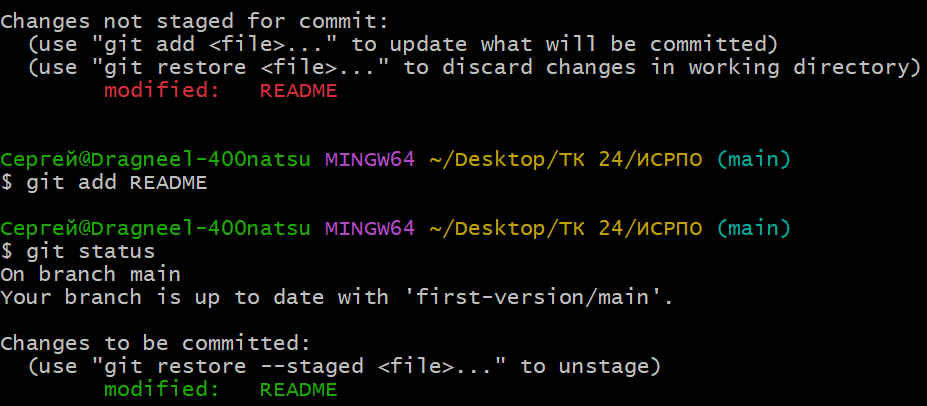 Changes not staged for commit:
  (use "git add <file>..." to update what will be committed)
  (use "git restore <file>..." to discard changes in working directory)
        modified:   README

Сергей@Dragneel-400natsu MINGW64 ~/Desktop/ТК 24/ИСРПО (main)
$ git add README

Сергей@Dragneel-400natsu MINGW64 ~/Desktop/ТК 24/ИСРПО (main)
$ git status
On branch main
Your branch is up to date with 'first-version/main'.

Changes to be committed:
  (use "git restore --staged <file>..." to unstage)
        modified:   README